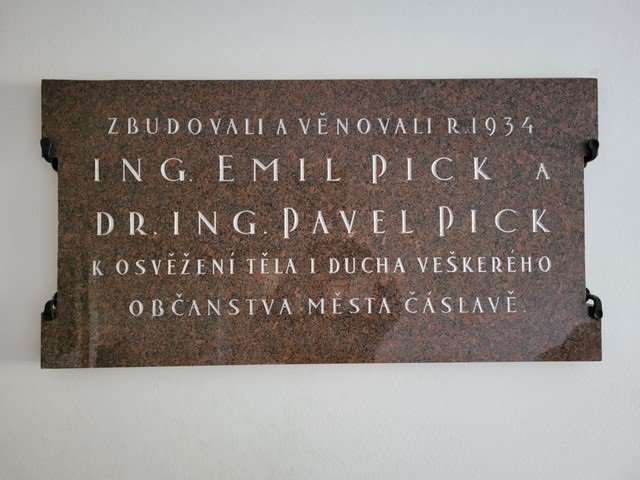 ZBUDOVALI A VĚNOVALI R.1934
ING. EMIL PICK A
DR.ING. PAVEL PICK
K OSVĚŽENÍ TĚLA I DUCHA VEŠKERÉHO
OBČANSTVA MĚSTA ČÁSLAVĚ.